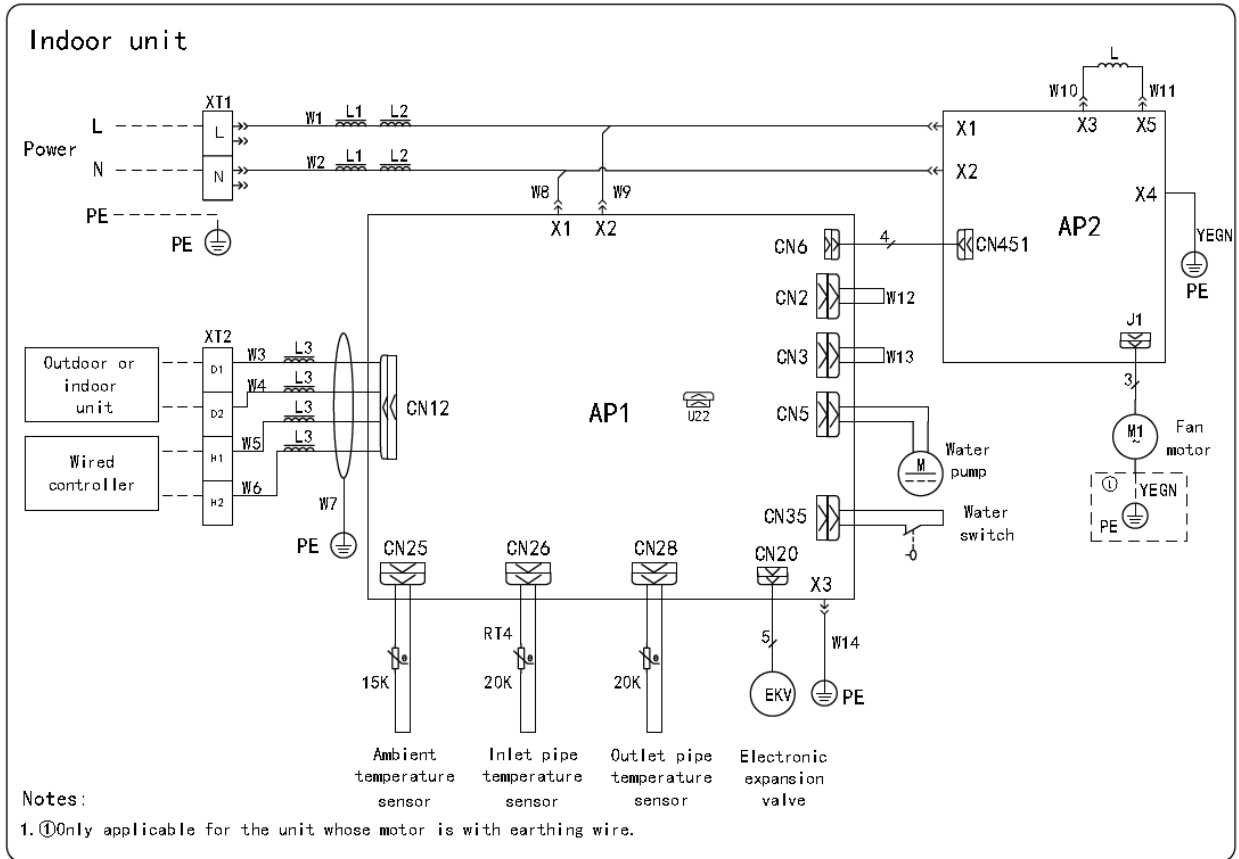 Indoor unit
L
W10
W11
XT1
L
L
W1
L1
L2
X1
X3
X5
Power
N
N
W2
L1
L2
X2
W8
W9
X4
PE
PE
X1
X2
AP2
CN6
4
CN451
YEGN
PE
CN2
W12
J1
XT2
Outdoor or
indoor
unit
D1
W3
L3
CN3
W13
D2
W4
L3
CN12
AP1
U22
CN5
3
L3
M1
~
Fan
motor
Wired
controller
H1
W5
L3
M
Water
pump
H2
W6
① YEGN
PE
W7
CN35
Water
switch
PE
CN25
CN26
CN28
CN20
X3
RT4
5
W14
θ
θ
θ
15K
20K
20K
EKV
PE
Ambient
temperature
sensor
Inlet pipe
temperature
sensor
Outlet pipe
temperature
sensor
Electronic
expansion
valve
Notes:
1. ①Only applicable for the unit whose motor is with earthing wire.